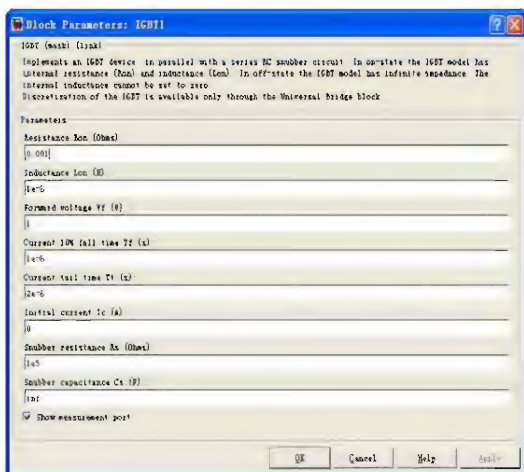 Block Parameters: IGBT1
IGBT (mask) (link)
Implements an IGBT device in parallel with a series RC snubber circuit In on-state the IGBT model has
internal resistance (Ron) and inductance (Lon) In off-state the IGBT model has infinite impedance The
internal inductance cannot be set to zero
Discretization of the IGBT is available only through the Universal Bridge block
Parameters
Resistance Ron (Ohms)
0.001
Inductance Lon (H)
1e-6
Forward voltage Vf (V)
1
Current 10% fall time Tf (s)
1e-6
Current tail time Tt (s)
2e-6
Initial current Ic (A)
0
Snubber resistance Rs (Ohms)
1e5
Snubber capacitance Cs (F)
inf
Show measurement port
OK
Cancel
Help
Apply